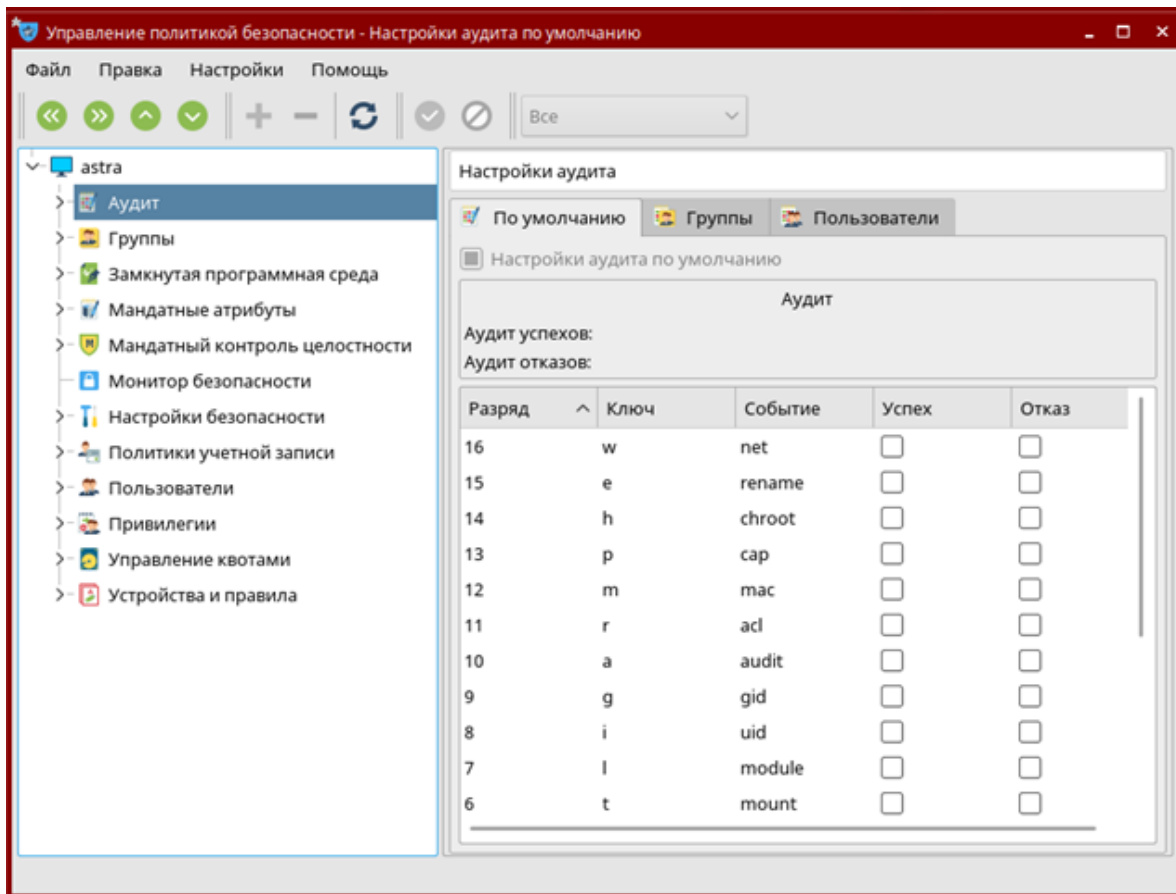 Управление политикой безопасности - Настройки аудита по умолчанию
Файл Правка Настройки Помощь
Все
astra
Аудит
Группы
Замкнутая программная среда
Мандатные атрибуты
Мандатный контроль целостности
Монитор безопасности
Настройки безопасности
Политики учетной записи
Пользователи
Привилегии
Управление квотами
Устройства и правила
Настройки аудита
По умолчанию Группы Пользователи
Настройки аудита по умолчанию
Аудит
Аудит успехов:
Аудит отказов:
Разряд Ключ Событие Успех Отказ
16 w net
15 e rename
14 h chroot
13 p cap
12 m mac
11 r acl
10 a audit
9 g gid
8 i uid
7 l module
6 t mount